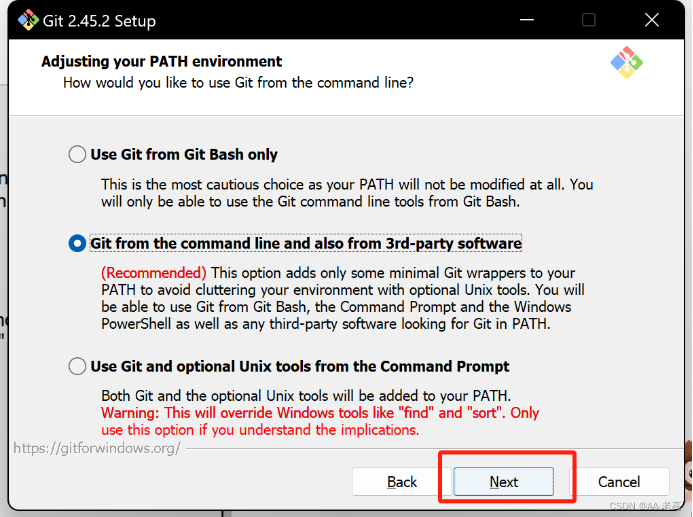 Git 2.45.2 Setup
Adjusting your PATH environment
How would you like to use Git from the command line?
Use Git from Git Bash only
This is the most cautious choice as your PATH will not be modified at all. You
will only be able to use the Git command line tools from Git Bash.
Git from the command line and also from 3rd-party software
(Recommended) This option adds only some minimal Git wrappers to your
PATH to avoid cluttering your environment with optional Unix tools. You will
be able to use Git from Git Bash, the Command Prompt and the Windows
PowerShell as well as any third-party software looking for Git in PATH.
Use Git and optional Unix tools from the Command Prompt
Both Git and the optional Unix tools will be added to your PATH.
Warning: This will override Windows tools like "find" and "sort". Only
use this option if you understand the implications.
https://gitforwindows.org/
Back Next Cancel
CSDN @AA.老高